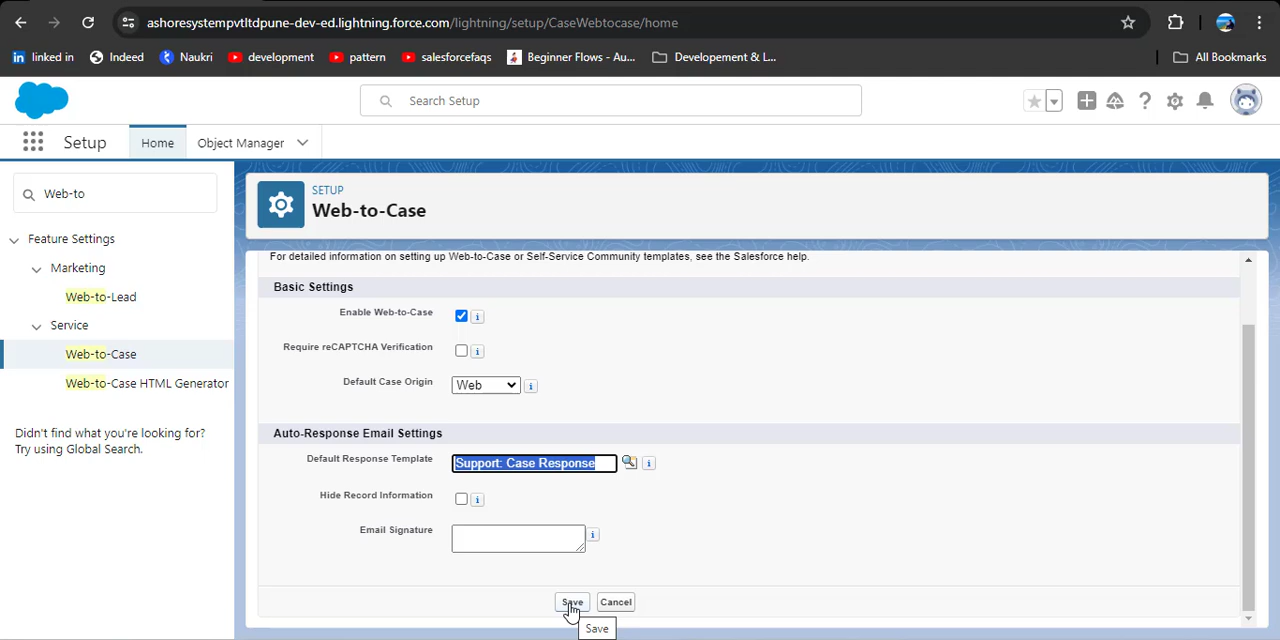 ashoresystempvtltdpune-dev-ed.lightning.force.com/lightning/setup/CaseWebtocase/home
linked in Indeed Naukri development pattern salesforcefaqs Beginner Flows - Au... Developement & L... All Bookmarks
Search Setup
Setup Home Object Manager
Web-to
Feature Settings
Marketing
Web-to-Lead
Service
Web-to-Case
Web-to-Case HTML Generator
Didn't find what you're looking for?
Try using Global Search.
SETUP
Web-to-Case
For detailed information on setting up Web-to-Case or Self-Service Community templates, see the Salesforce help.
Basic Settings
Enable Web-to-Case i
Require reCAPTCHA Verification i
Default Case Origin Web i
Auto-Response Email Settings
Default Response Template Support: Case Response i
Hide Record Information i
Email Signature i
Save Cancel
Save